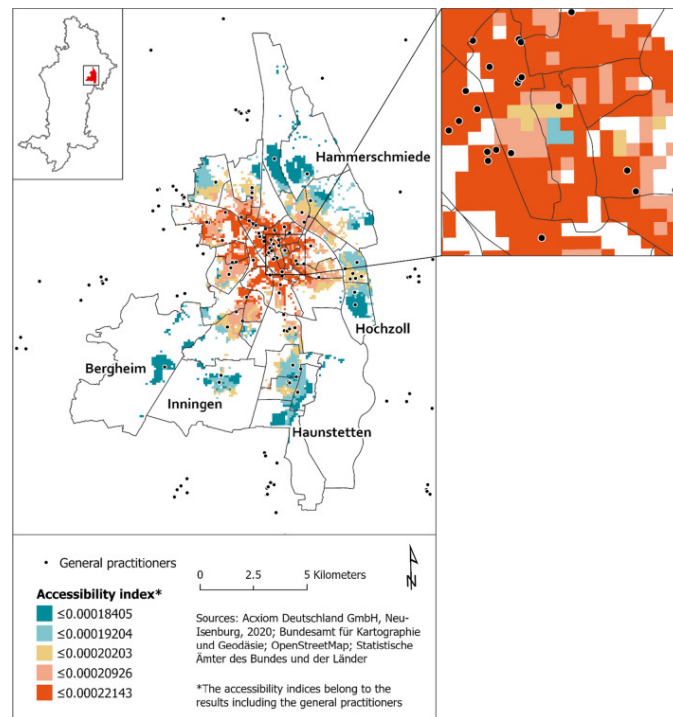 Hammerschmiede
Hochzoll
Bergheim
Inningen
Haunstetten
General practitioners
0 2.5 5 Kilometers
N
Accessibility index*
≤0.00018405
≤0.00019204
≤0.00020203
≤0.00020926
≤0.00022143
Sources: Acxiom Deutschland GmbH, Neu-
Isenburg, 2020; Bundesamt für Kartographie
und Geodäsie; OpenStreetMap; Statistische
Ämter des Bundes und der Länder
*The accessibility indices belong to the
results including the general practitioners